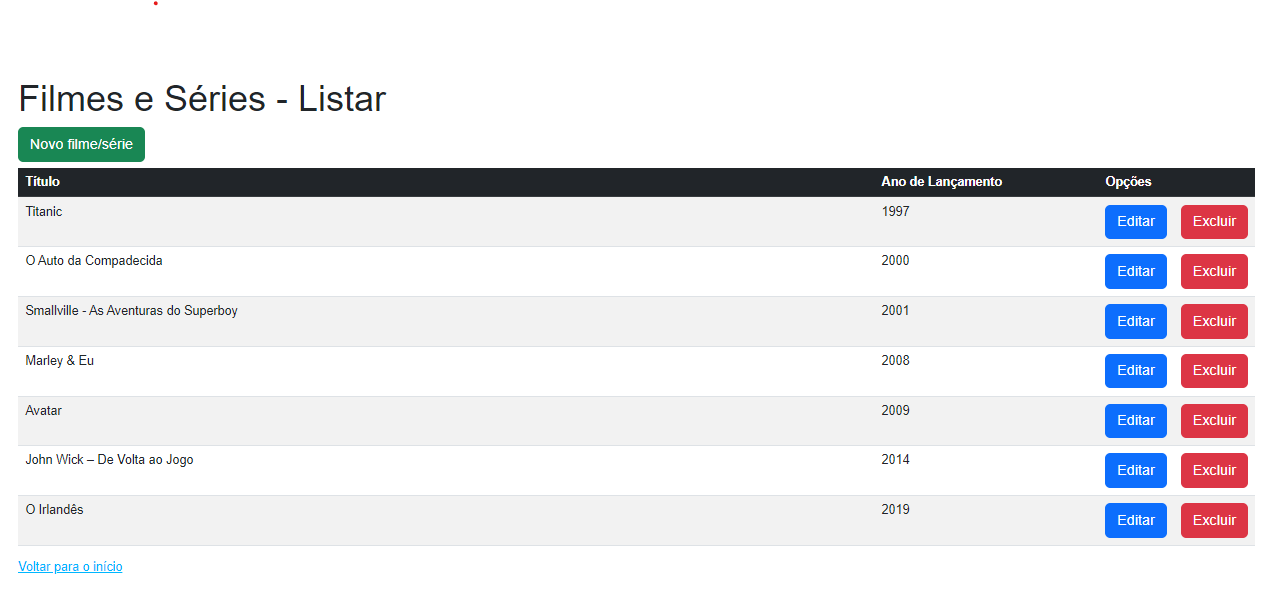 Filmes e Séries - Listar
Novo filme/série
Título Ano de Lançamento Opções
Titanic 1997 Editar Excluir
O Auto da Compadecida 2000 Editar Excluir
Smallville - As Aventuras do Superboy 2001 Editar Excluir
Marley & Eu 2008 Editar Excluir
Avatar 2009 Editar Excluir
John Wick – De Volta ao Jogo 2014 Editar Excluir
O Irlandês 2019 Editar Excluir
Voltar para o início